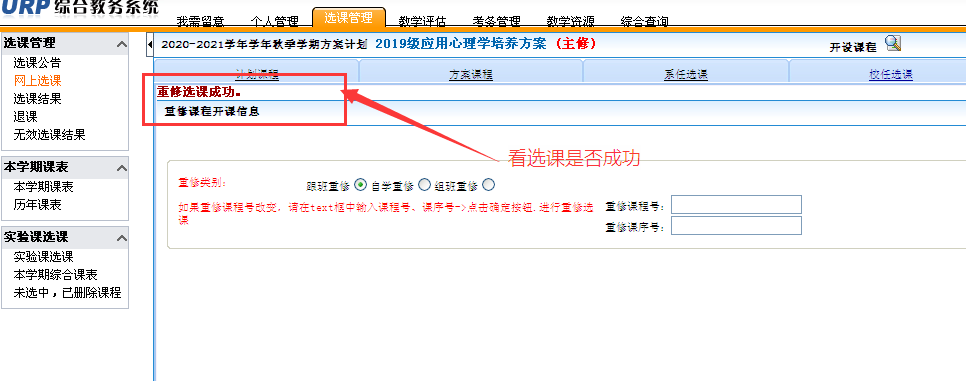 URP 综合教务系统
我需留意 个人管理 选课管理 教学评估 考务管理 教学资源 综合查询
选课管理
选课公告
网上选课
选课结果
退课
无效选课结果
本学期课表
本学期课表
历年课表
实验课选课
实验课选课
本学期综合课表
未选中，已删除课程
2020-2021学年学年秋季学期方案计划 2019级应用心理学培养方案 (主修)
开设课程
计划课程 方案课程 系任选课 校任选课
重修选课成功。
重修课程开课信息
看选课是否成功
重修类别:
跟班重修 自学重修 组班重修
如果重修课程号改变，请在text框中输入课程号、课序号->点击确定按钮,进行重修选
课
重修课程号:
重修课序号: